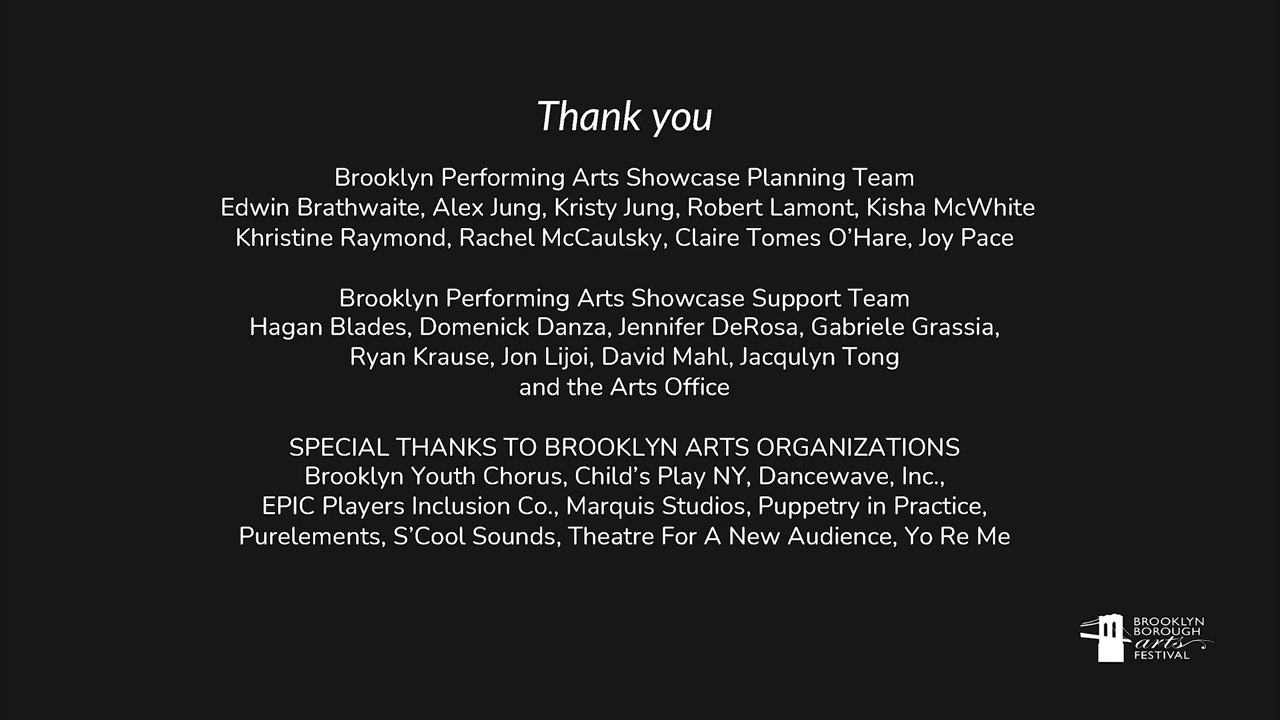 Thank you
Brooklyn Performing Arts Showcase Planning Team
Edwin Brathwaite, Alex Jung, Kristy Jung, Robert Lamont, Kisha McWhite
Khristine Raymond, Rachel McCaulsky, Claire Tomes O’Hare, Joy Pace
Brooklyn Performing Arts Showcase Support Team
Hagan Blades, Domenick Danza, Jennifer DeRosa, Gabriele Grassia,
Ryan Krause, Jon Lijoi, David Mahl, Jacqulyn Tong
and the Arts Office
SPECIAL THANKS TO BROOKLYN ARTS ORGANIZATIONS
Brooklyn Youth Chorus, Child’s Play NY, Dancewave, Inc.,
EPIC Players Inclusion Co., Marquis Studios, Puppetry in Practice,
Purelements, S’Cool Sounds, Theatre For A New Audience, Yo Re Me
BROOKLYN
BOROUGH
arts
FESTIVAL